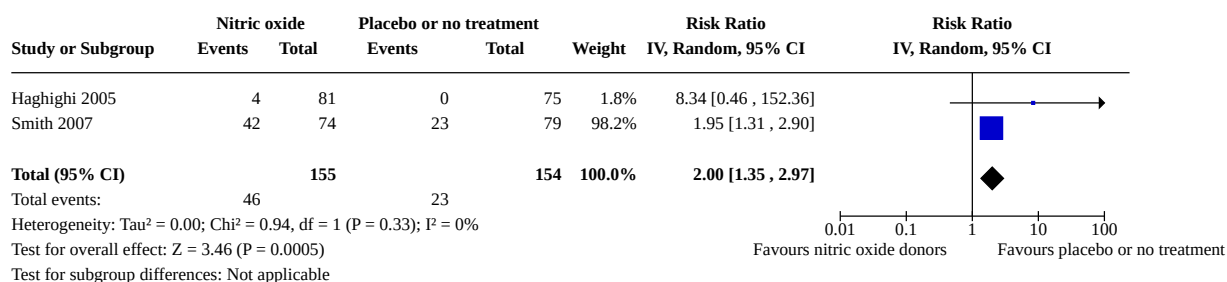 Nitric oxide Placebo or no treatment Risk Ratio Risk Ratio
Study or Subgroup Events Total Events Total Weight IV, Random, 95% CI IV, Random, 95% CI
Haghighi 2005 4 81 0 75 1.8% 8.34 [0.46 , 152.36]
Smith 2007 42 74 23 79 98.2% 1.95 [1.31 , 2.90]
Total (95% CI) 155 154 100.0% 2.00 [1.35 , 2.97]
Total events: 46 23
Heterogeneity: Tau² = 0.00; Chi² = 0.94, df = 1 (P = 0.33); I² = 0%
0.01 0.1 1 10 100
Test for overall effect: Z = 3.46 (P = 0.0005) Favours nitric oxide donors Favours placebo or no treatment
Test for subgroup differences: Not applicable